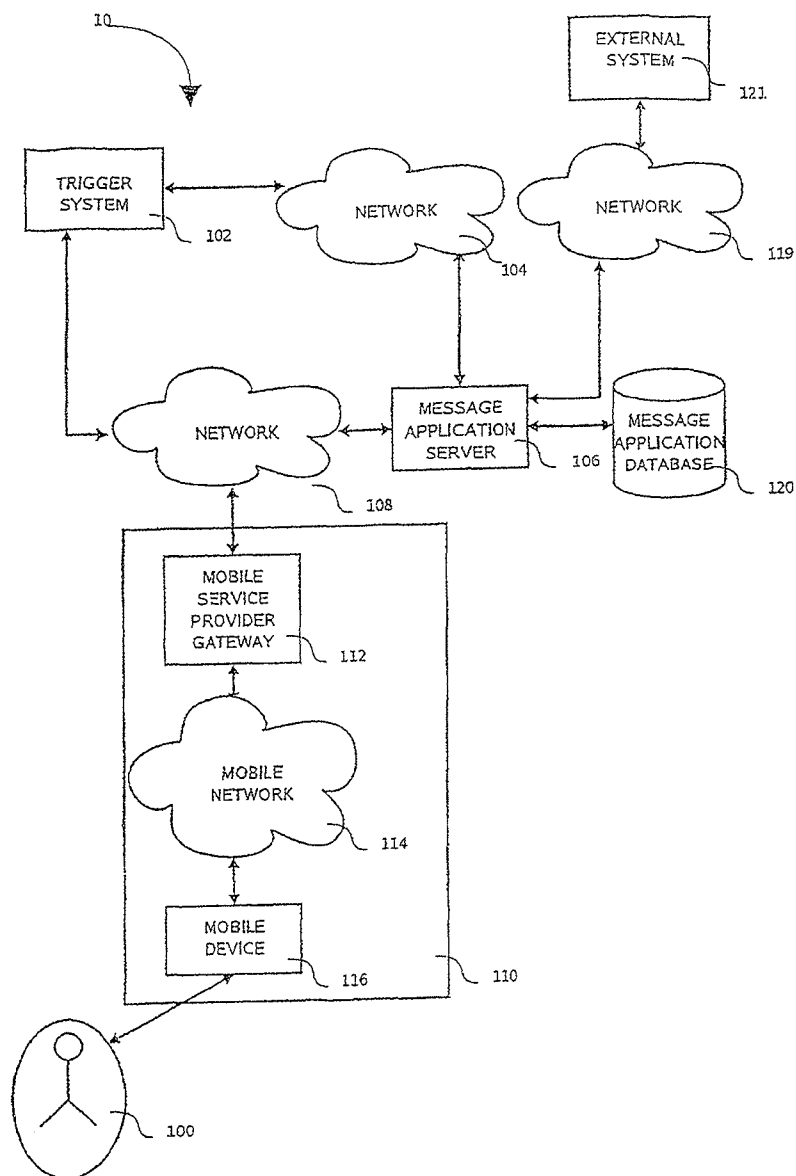 10
EXTERNAL
SYSTEM
121
TRIGGER
SYSTEM
102
NETWORK
104
NETWORK
119
NETWORK
108
MESSAGE
APPLICATION
SERVER
106
MESSAGE
APPLICATION
DATABASE
120
MOBILE
SERVICE
PROVIDER
GATEWAY
112
MOBILE
NETWORK
114
MOBILE
DEVICE
116
110
100